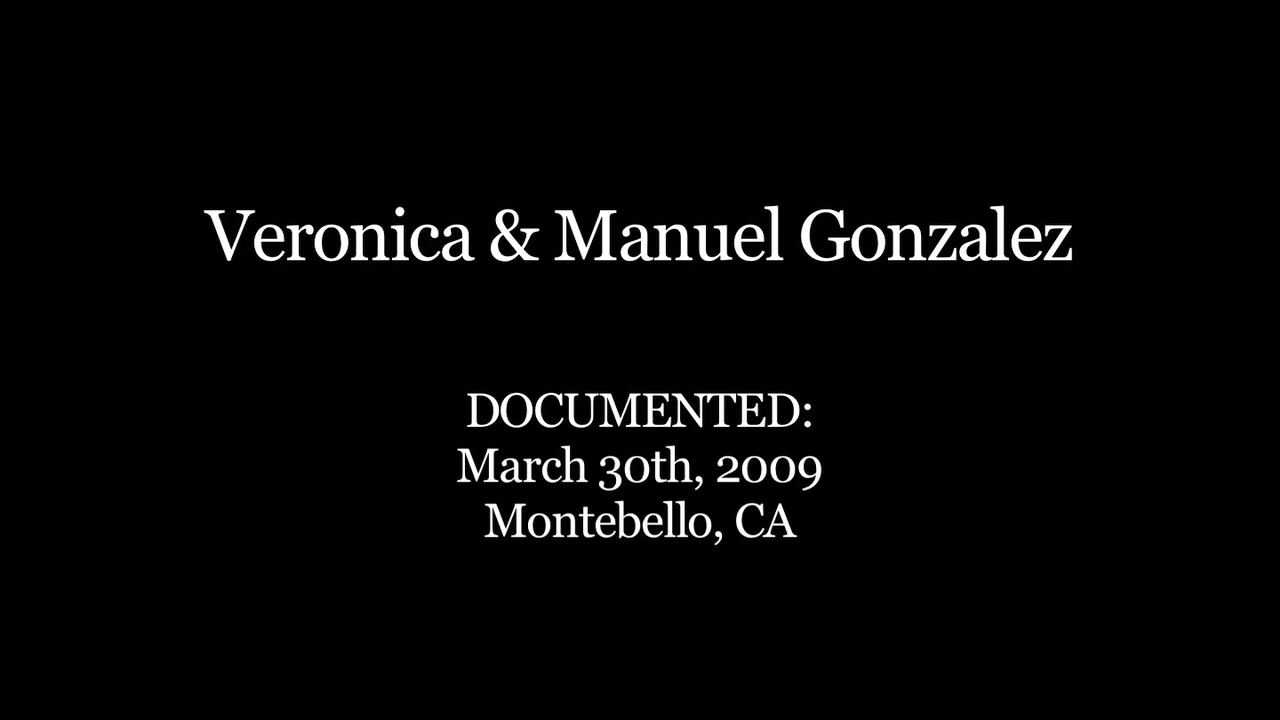 Veronica & Manuel Gonzalez
DOCUMENTED:
March 30th, 2009
Montebello, CA